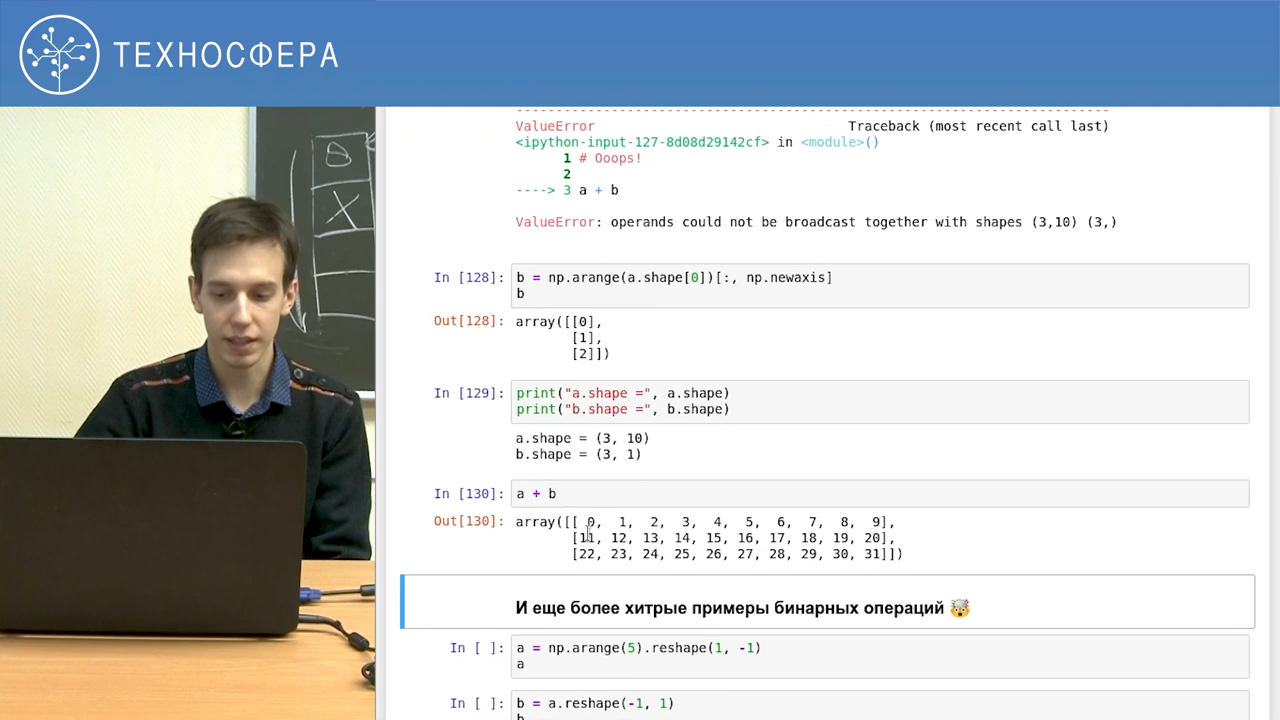 ТЕХНОСФЕРА
---------------------------------------------------------------------------
ValueError Traceback (most recent call last)
<ipython-input-127-8d08d29142cf> in <module>()
1 # Ooops!
2
----> 3 a + b
ValueError: operands could not be broadcast together with shapes (3,10) (3,)
In [128]: b = np.arange(a.shape[0])[:, np.newaxis]
b
Out[128]: array([[0],
[1],
[2]])
In [129]: print("a.shape =", a.shape)
print("b.shape =", b.shape)
a.shape = (3, 10)
b.shape = (3, 1)
In [130]: a + b
Out[130]: array([[ 0, 1, 2, 3, 4, 5, 6, 7, 8, 9],
[11, 12, 13, 14, 15, 16, 17, 18, 19, 20],
[22, 23, 24, 25, 26, 27, 28, 29, 30, 31]])
И еще более хитрые примеры бинарных операций 🤯
In [ ]: a = np.arange(5).reshape(1, -1)
a
In [ ]: b = a.reshape(-1, 1)
b